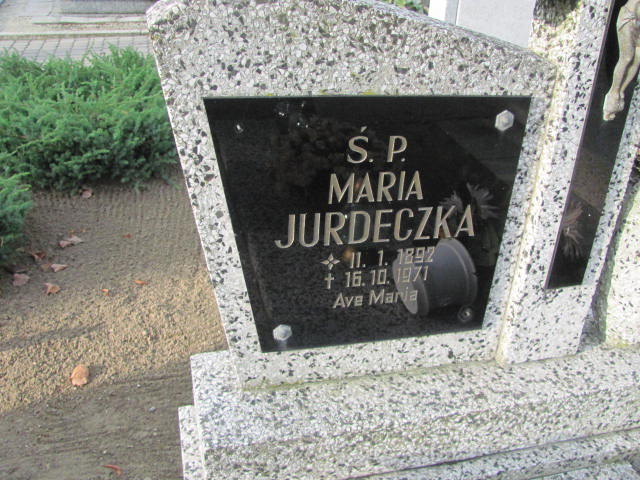 Ś. P.
MARIA
JURDECZKA
* 11. 1. 1892
† 16. 10. 1971
Ave Maria